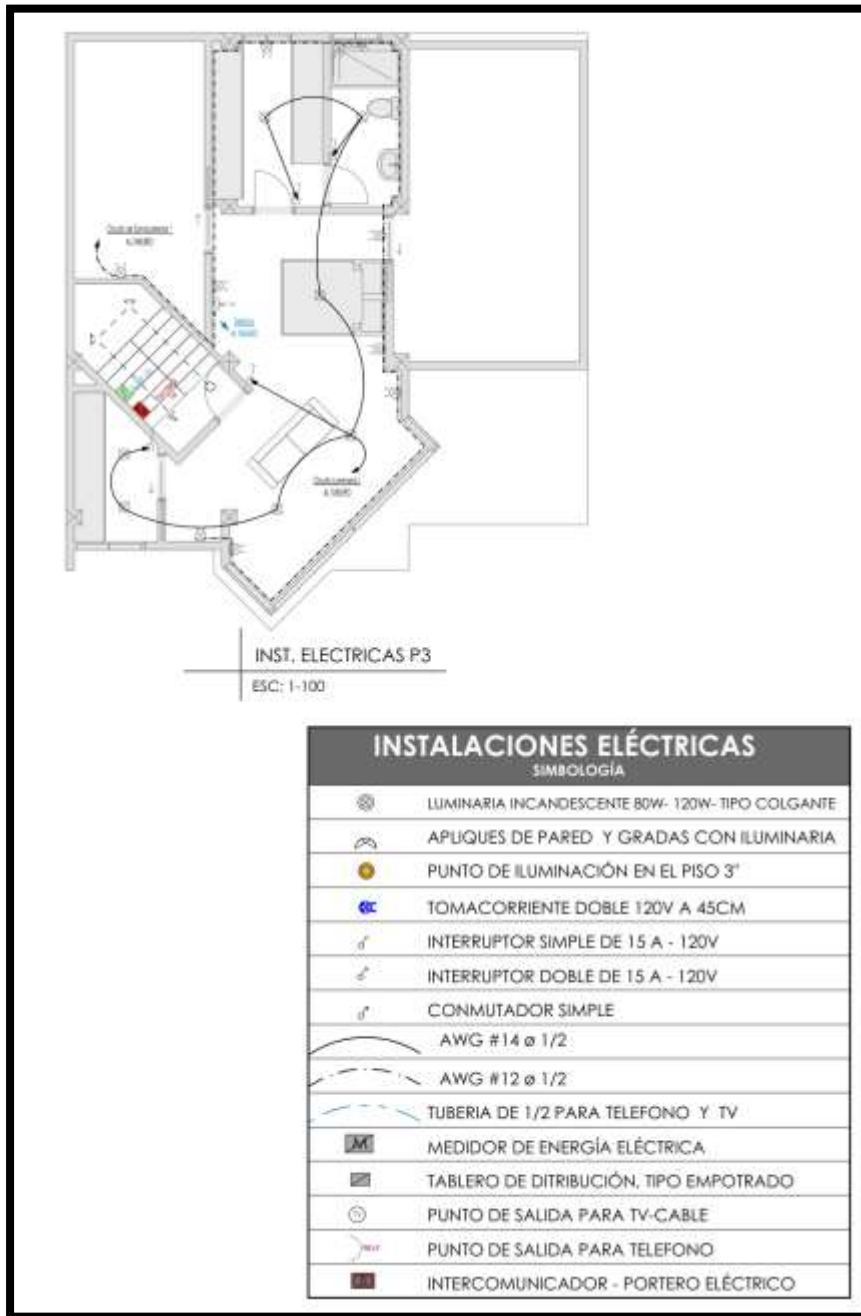 INST. ELECTRICAS P3
ESC: 1-100
INSTALACIONES ELÉCTRICAS
SIMBOLOGÍA
LUMINARIA INCANDESCENTE 80W- 120W- TIPO COLGANTE
APLIQUES DE PARED Y GRADAS CON ILUMINARIA
PUNTO DE ILUMINACIÓN EN EL PISO 3"
TOMACORRIENTE DOBLE 120V A 45CM
INTERRUPTOR SIMPLE DE 15 A - 120V
INTERRUPTOR DOBLE DE 15 A - 120V
CONMUTADOR SIMPLE
AWG #14 ø 1/2
AWG #12 ø 1/2
TUBERIA DE 1/2 PARA TELEFONO Y TV
M MEDIDOR DE ENERGÍA ELÉCTRICA
TABLERO DE DITRIBUCIÓN, TIPO EMPOTRADO
PUNTO DE SALIDA PARA TV-CABLE
PUNTO DE SALIDA PARA TELEFONO
INTERCOMUNICADOR - PORTERO ELÉCTRICO